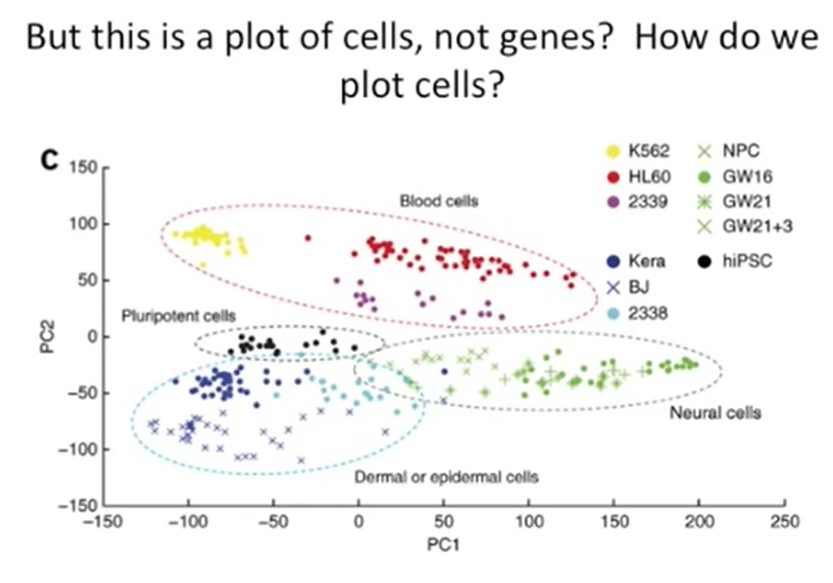 But this is a plot of cells, not genes? How do we
plot cells?
C
150
100
50
0
−50
−100
−150
PC2
−150
−100
−50
0
50
100
150
200
250
PC1
Blood cells
Pluripotent cells
Neural cells
Dermal or epidermal cells
K562
HL60
2339
Kera
BJ
2338
NPC
GW16
GW21
GW21+3
hiPSC